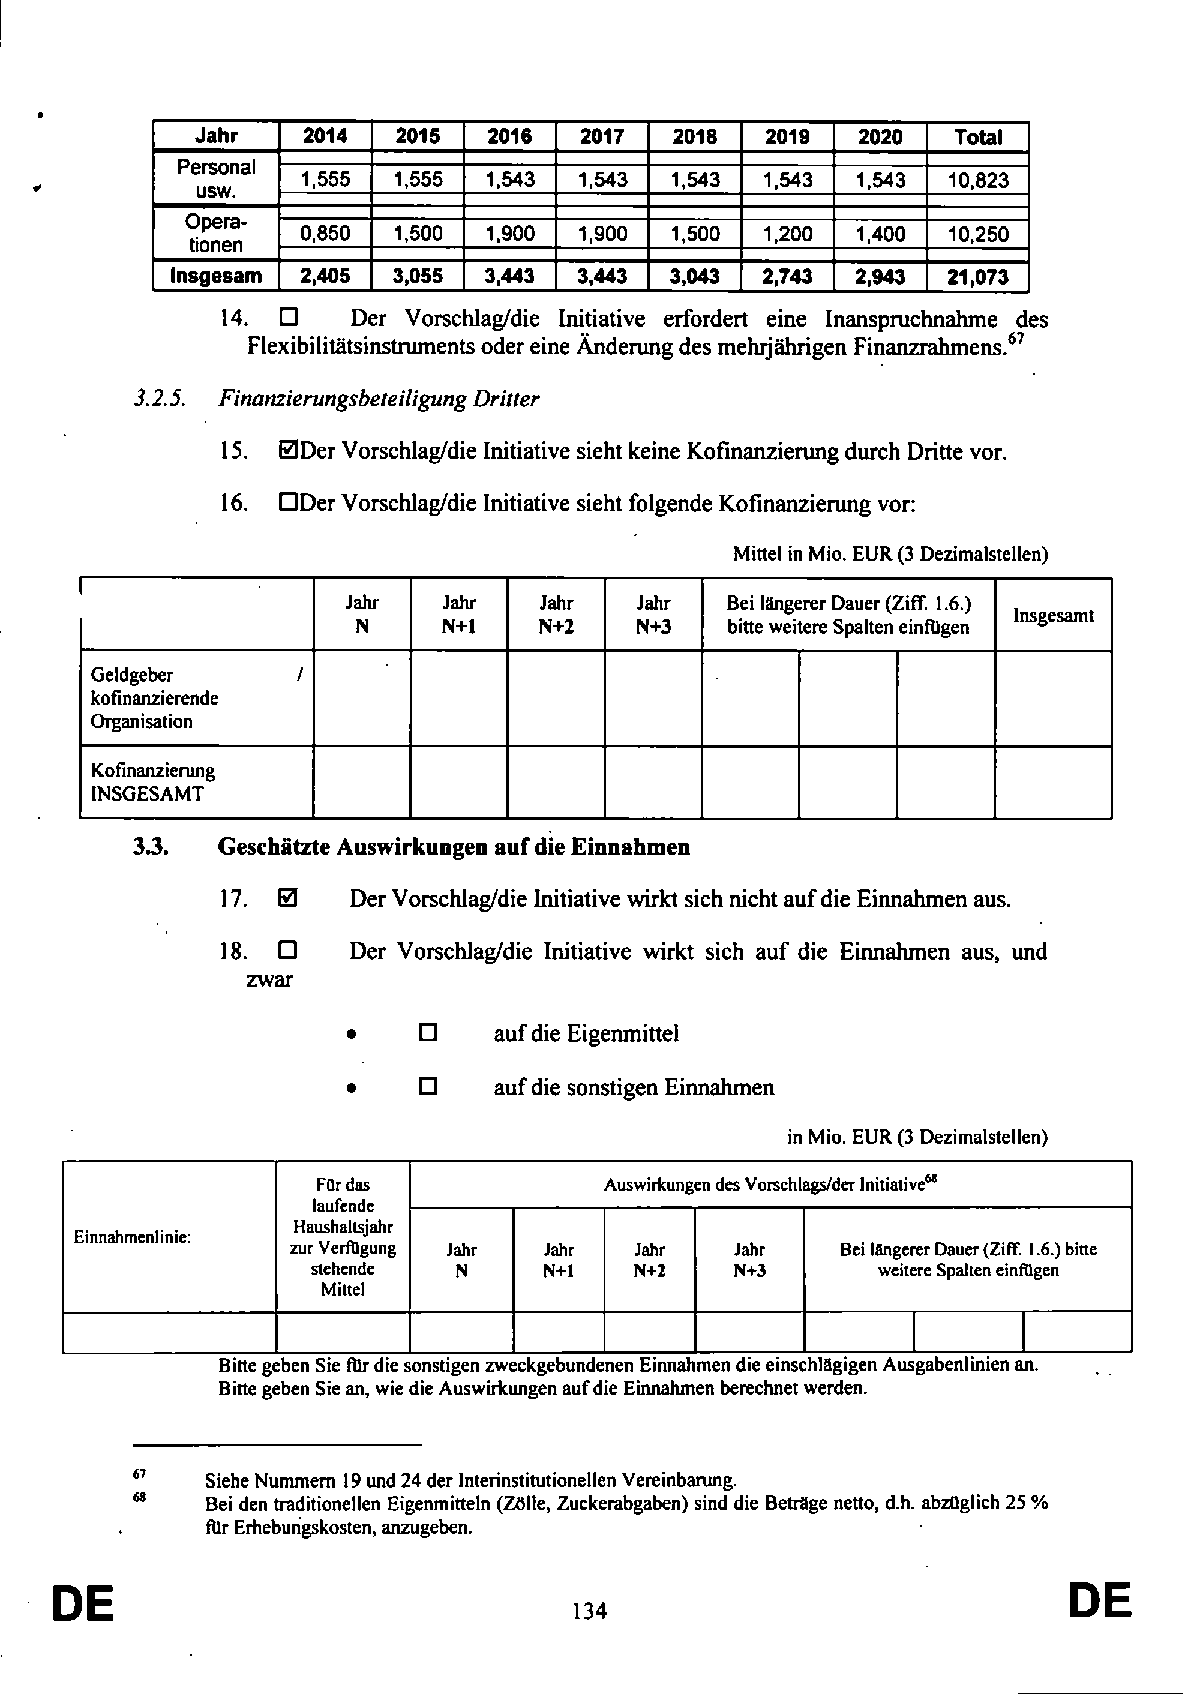 Jahr 2014 2015 2016 2017 2018 2019 2020 Total
Personal usw. 1,555 1,555 1,543 1,543 1,543 1,543 1,543 10,823
Opera-tionen 0,850 1,500 1,900 1,900 1,500 1,200 1,400 10,250
Insgesam 2,405 3,055 3,443 3,443 3,043 2,743 2,943 21,073
14. ☐ Der Vorschlag/die Initiative erfordert eine Inanspruchnahme des
Flexibilitätsinstruments oder eine Änderung des mehrjährigen Finanzrahmens.67
3.2.5. Finanzierungsbeteiligung Dritter
15. ☑Der Vorschlag/die Initiative sieht keine Kofinanzierung durch Dritte vor.
16. ☐Der Vorschlag/die Initiative sieht folgende Kofinanzierung vor:
Mittel in Mio. EUR (3 Dezimalstellen)
Jahr N Jahr N+1 Jahr N+2 Jahr N+3 Bei längerer Dauer (Ziff. 1.6.) bitte weitere Spalten einfügen Insgesamt
Geldgeber /
kofinanzierende
Organisation
Kofinanzierung
INSGESAMT
3.3. Geschätzte Auswirkungen auf die Einnahmen
17. ☑ Der Vorschlag/die Initiative wirkt sich nicht auf die Einnahmen aus.
18. ☐ Der Vorschlag/die Initiative wirkt sich auf die Einnahmen aus, und
zwar
• ☐ auf die Eigenmittel
• ☐ auf die sonstigen Einnahmen
in Mio. EUR (3 Dezimalstellen)
Einnahmenlinie:
Für das
laufende
Haushaltsjahr
zur Verfügung
stehende
Mittel
Auswirkungen des Vorschlags/der Initiative68
Jahr N Jahr N+1 Jahr N+2 Jahr N+3 Bei längerer Dauer (Ziff. 1.6.) bitte weitere Spalten einfügen
Bitte geben Sie für die sonstigen zweckgebundenen Einnahmen die einschlägigen Ausgabenlinien an.
Bitte geben Sie an, wie die Auswirkungen auf die Einnahmen berechnet werden.
67 Siehe Nummern 19 und 24 der Interinstitutionellen Vereinbarung.
68 Bei den traditionellen Eigenmitteln (Zölle, Zuckerabgaben) sind die Beträge netto, d.h. abzüglich 25 %
für Erhebungskosten, anzugeben.
DE 134 DE